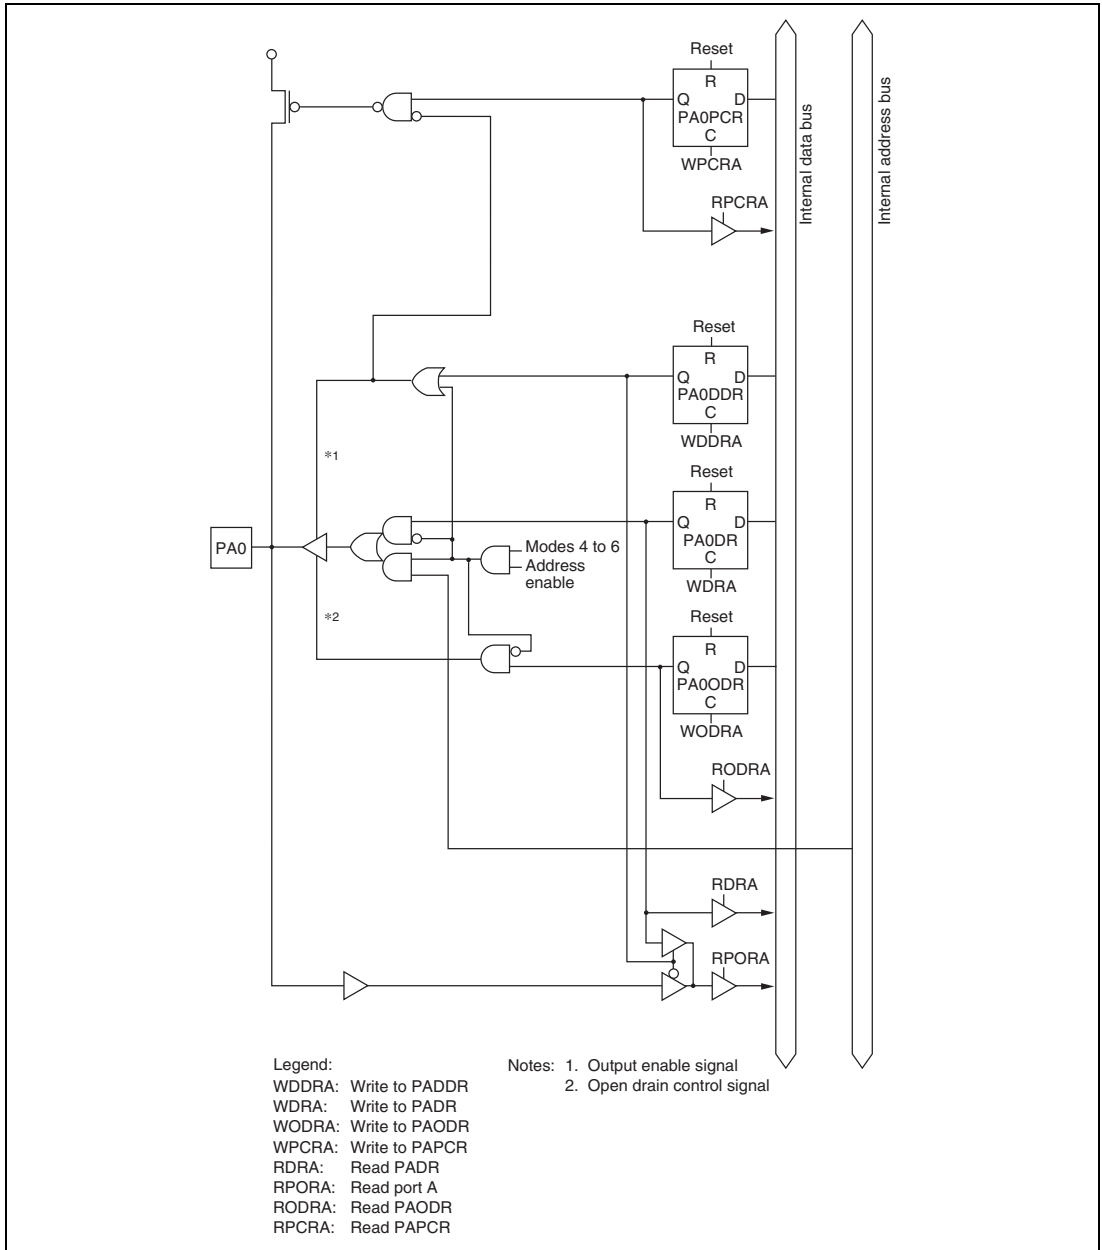 Reset
R
Q D
PA0PCR
C
WPCRA
RPCRA
Internal data bus
Internal address bus
Reset
R
Q D
PA0DDR
C
WDDRA
*1
Reset
R
Q D
PA0DR
C
WDRA
PA0
Modes 4 to 6
Address
enable
*2
Reset
R
Q D
PA0ODR
C
WODRA
RODRA
RDRA
RPORA
Legend:
WDDRA: Write to PADDR
WDRA: Write to PADR
WODRA: Write to PAODR
WPCRA: Write to PAPCR
RDRA: Read PADR
RPORA: Read port A
RODRA: Read PAODR
RPCRA: Read PAPCR
Notes: 1. Output enable signal
2. Open drain control signal